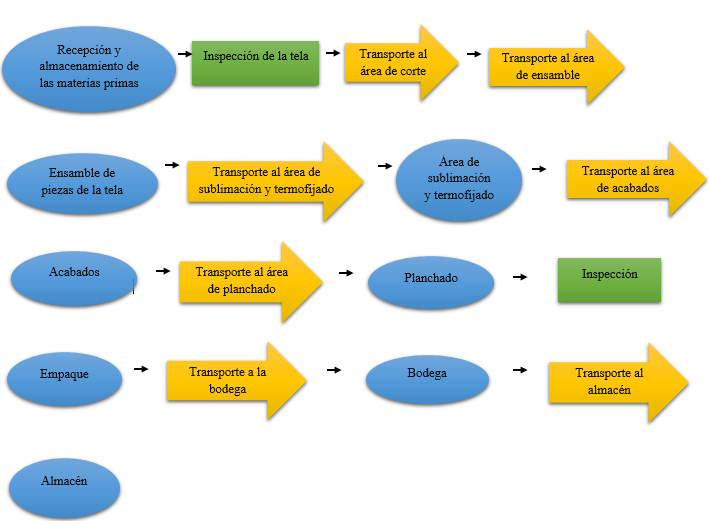 Recepción y
almacenamiento de
las materias primas
Inspección de la tela
Transporte al
área de corte
Transporte al área
de ensamble
Ensamble de
piezas de la tela
Transporte al área de
sublimación y termofijado
Área de
sublimación
y termofijado
Transporte al área
de acabados
Acabados
Transporte al área
de planchado
Planchado
Inspección
Empaque
Transporte a la
bodega
Bodega
Transporte al
almacén
Almacén